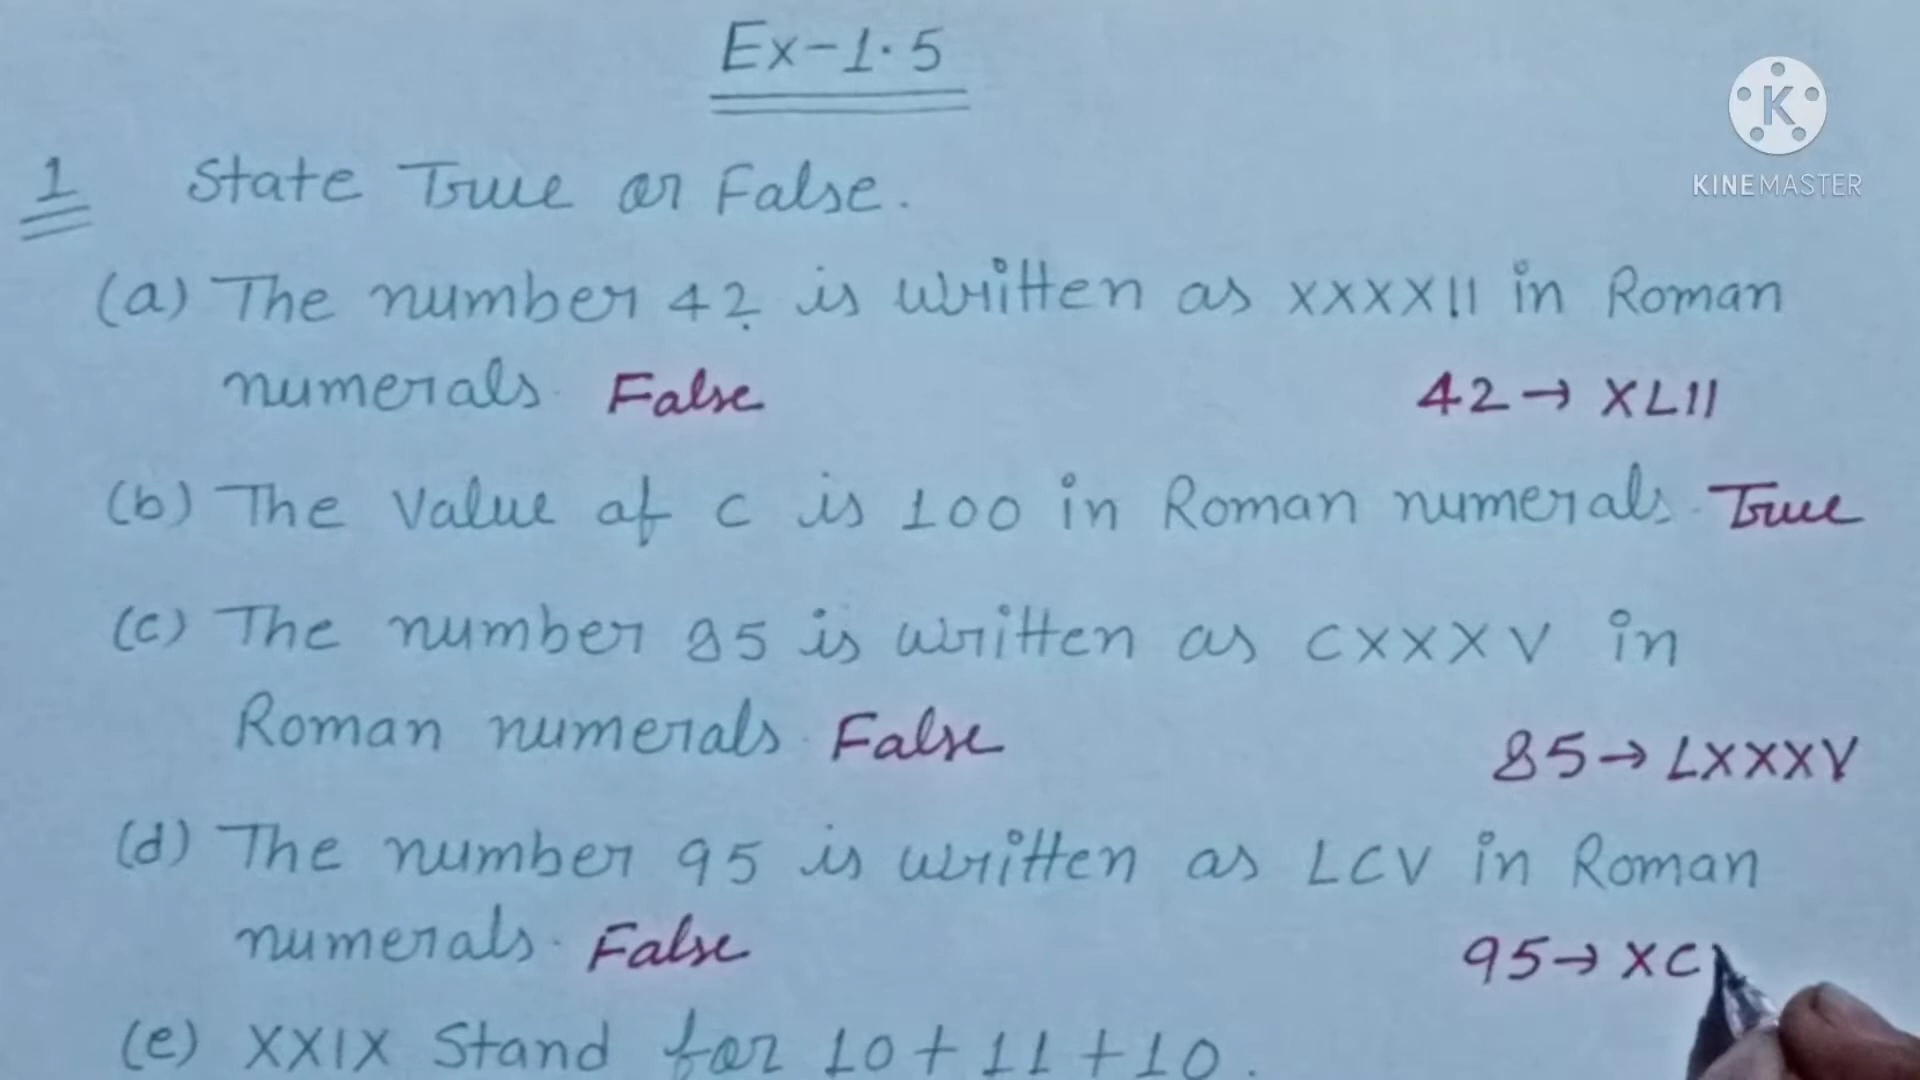 Ex-1.5
KINEMASTER
1 State True or False.
(a) The number 42 is written as XXXXII in Roman
numerals. False 42→ XLII
(b) The Value of C is 100 in Roman numerals. True
(c) The number 85 is written as CXXXV in
Roman numerals. False 85→ LXXXV
(d) The number 95 is written as LCV in Roman
numerals. False 95→ XC
(e) XXIX Stand for 10+11+10.